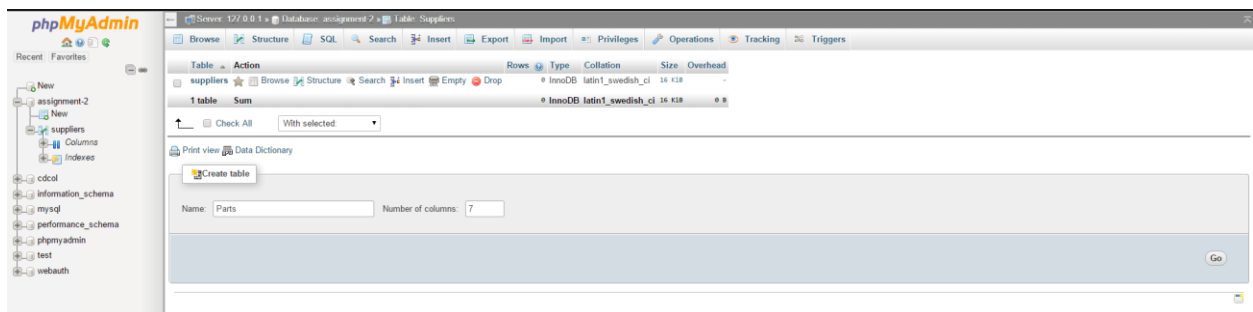 phpMyAdmin
Recent Favorites
New
assignment-2
New
suppliers
Columns
Indexes
cdcol
information_schema
mysql
performance_schema
phpmyadmin
test
webauth
Server: 127.0.0.1 » Database: assignment-2 » Table: Suppliers
Browse Structure SQL Search Insert Export Import Privileges Operations Tracking Triggers
Table Action Rows Type Collation Size Overhead
suppliers Browse Structure Search Insert Empty Drop 0 InnoDB latin1_swedish_ci 16 KiB -
1 table Sum 0 InnoDB latin1_swedish_ci 16 KiB 0 B
Check All With selected:
Print view Data Dictionary
Create table
Name: Parts Number of columns: 7
Go